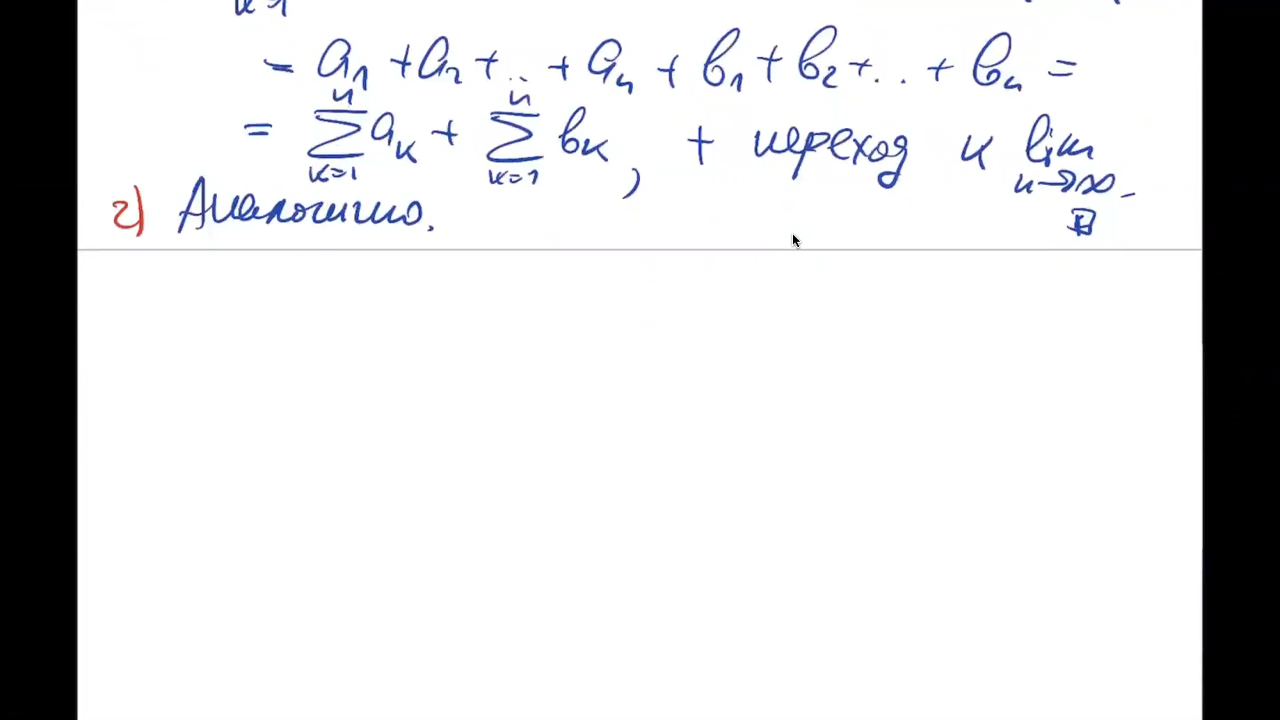 = a₁ + a₂ + .. + aₙ + b₁ + b₂ + .. + bₙ =
= ∑ₖ₌₁ⁿ aₖ + ∑ₖ₌₁ⁿ bₖ, + переход к lim n→∞.
г) Аналогично.